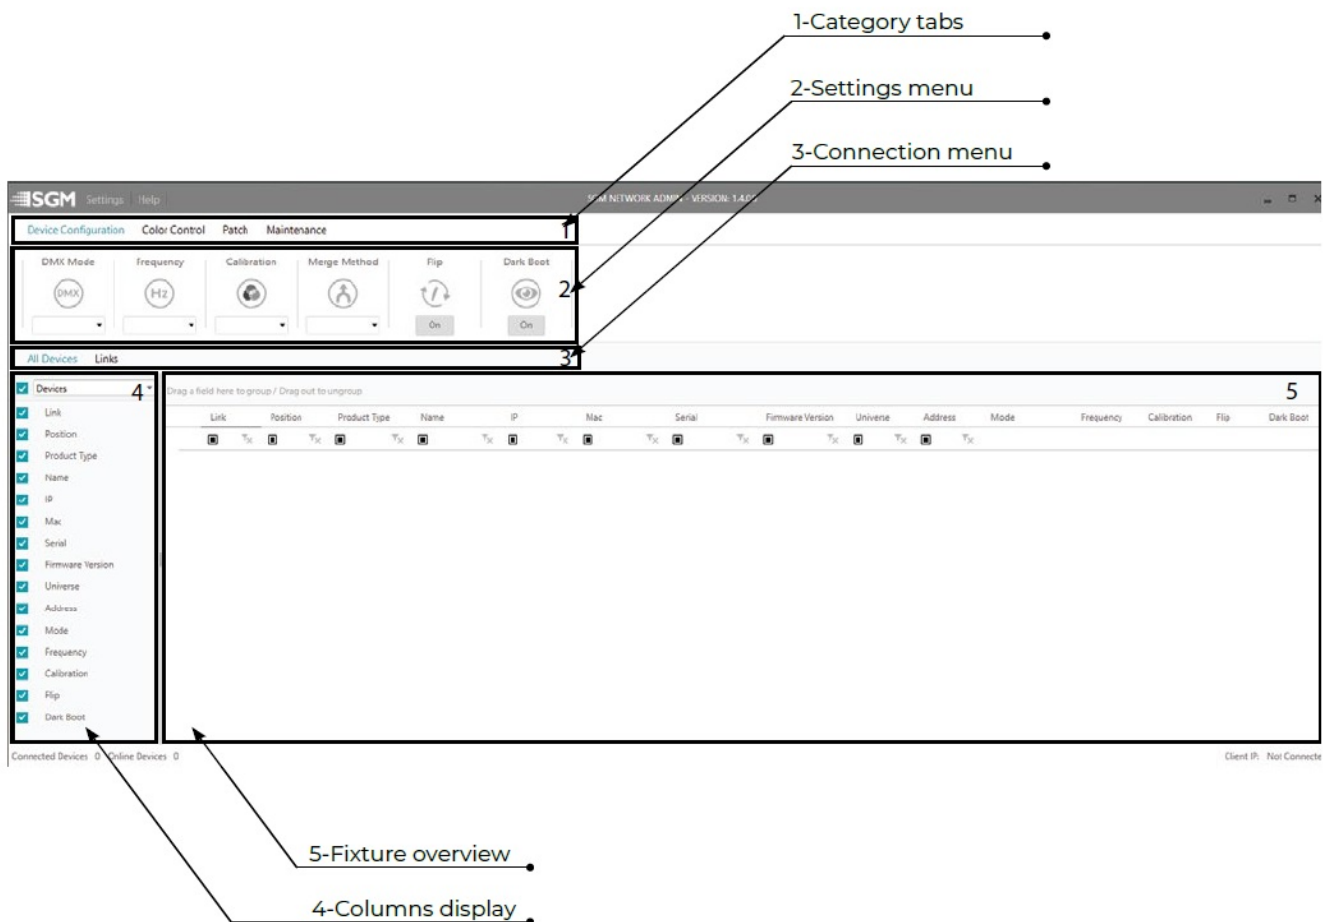 1-Category tabs
2-Settings menu
3-Connection menu
SGM Settings Help SGM NETWORK ADMIN - VERSION: 1.4.0
Device Configuration Color Control Patch Maintenance 1
DMX Mode Frequency Calibration Merge Method Flip Dark Boot
DMX Hz 2
On On
All Devices Links 3
Devices 4 Drag a field here to group / Drag out to ungroup 5
Link Position Product Type Name IP Mac Serial Firmware Version Universe Address Mode Frequency Calibration Flip Dark Boot
Link
Position
Product Type
Name
IP
Mac
Serial
Firmware Version
Universe
Address
Mode
Frequency
Calibration
Flip
Dark Boot
Connected Devices 0 Online Devices 0 Client IP: Not Connecte
5-Fixture overview
4-Columns display